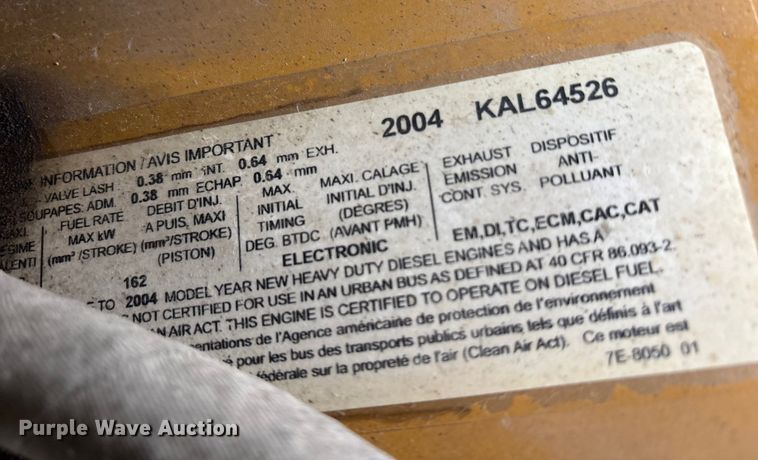 2004 KAL64526
INFORMATION / AVIS IMPORTANT
VALVE LASH : 0.38 mm INT. 0.64 mm EXH.
SOUPAPES: ADM. 0.38 mm ECHAP. 0.64 mm
FUEL RATE DEBIT D'INJ. MAX. MAXI. CALAGE EXHAUST DISPOSITIF
MAX kW A PUIS. MAXI INITIAL INITIAL D'INJ. EMISSION ANTI-
(mm³/STROKE) (mm³/STROKE) TIMING (DÈGRES) CONT. SYS. POLLUANT
(PISTON) DEG. BTDC (AVANT PMH)
162 ELECTRONIC EM,DI,TC,ECM,CAC,CAT
TO 2004 MODEL YEAR NEW HEAVY DUTY DIESEL ENGINES AND HAS A
NOT CERTIFIED FOR USE IN AN URBAN BUS AS DEFINED AT 40 CFR 86.093-2.
AN AIR ACT. THIS ENGINE IS CERTIFIED TO OPERATE ON DIESEL FUEL.
de l'Agence américaine de protection de l'environnement
pour les bus des transports publics urbains tels que définis à l'art
fédérale sur la propreté de l'air (Clean Air Act). Ce moteur est
7E-8050 01
Purple Wave Auction